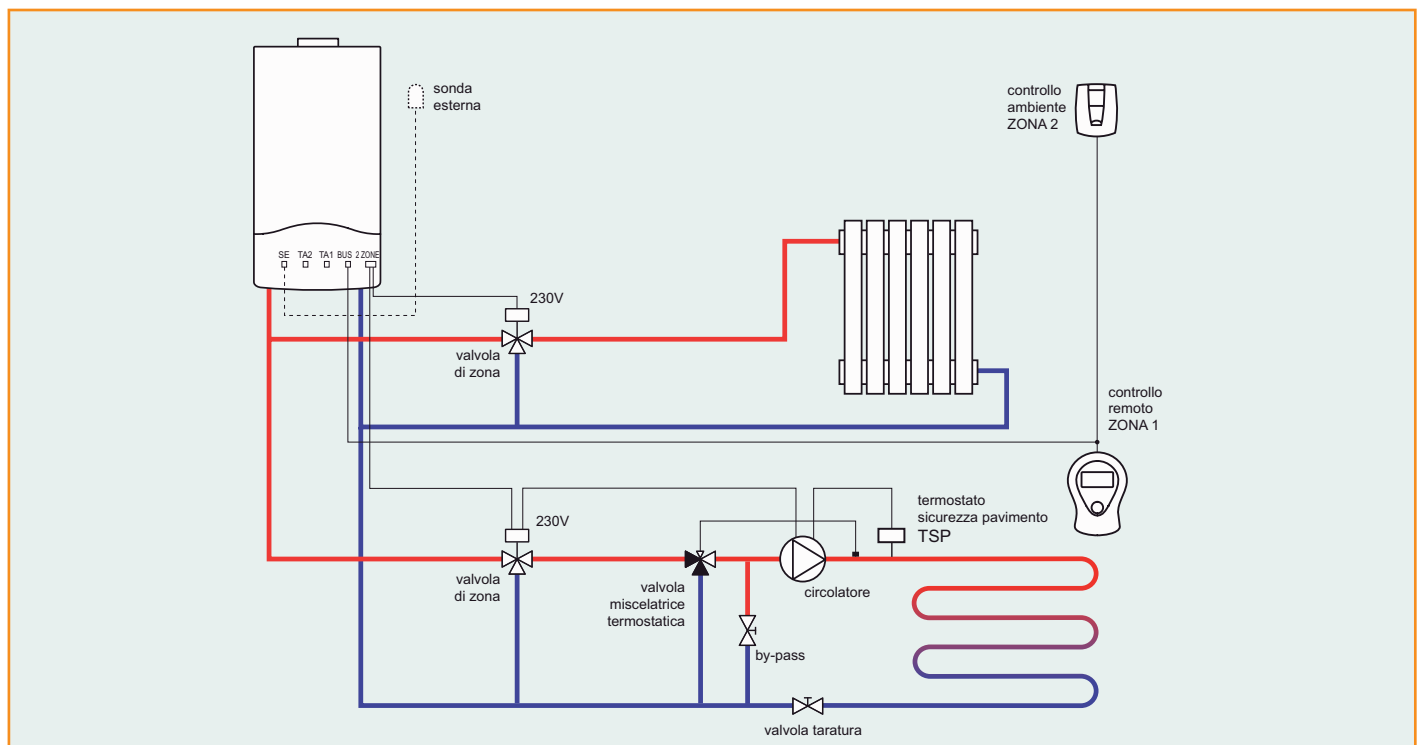 sonda
esterna
controllo
ambiente
ZONA 2
SE TA2 TA1 BUS 2 ZONE
230V
valvola
di zona
controllo
remoto
ZONA 1
termostato
sicurezza pavimento
TSP
230V
valvola
di zona
valvola
miscelatrice
termostatica
circolatore
by-pass
valvola taratura